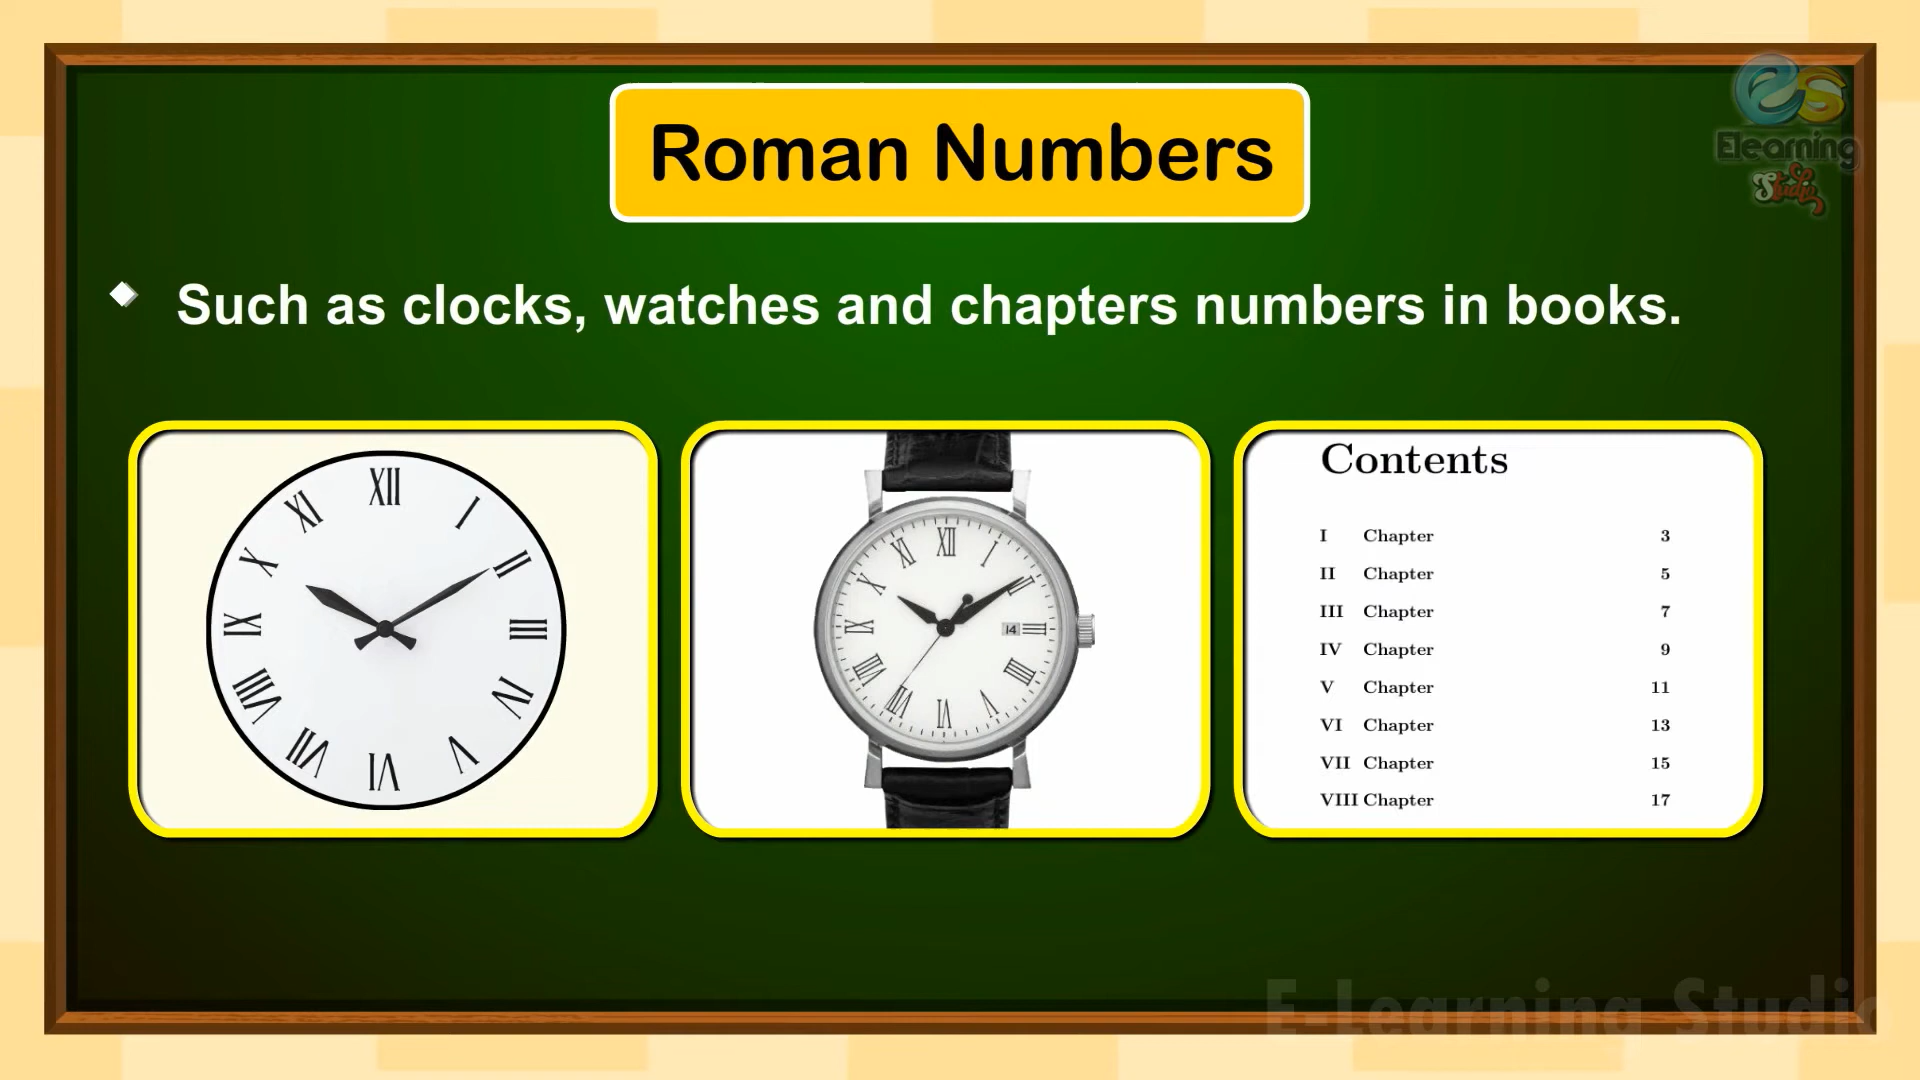 Roman Numbers
Elearning
Studio
Such as clocks, watches and chapters numbers in books.
XII
I
II
III
IV
V
VI
VII
VIII
IX
X
XI
XII
I
II
14 III
IIII
V
VI
VII
VIII
IX
X
XI
Contents
I Chapter 3
II Chapter 5
III Chapter 7
IV Chapter 9
V Chapter 11
VI Chapter 13
VII Chapter 15
VIII Chapter 17
E-Learning Studio